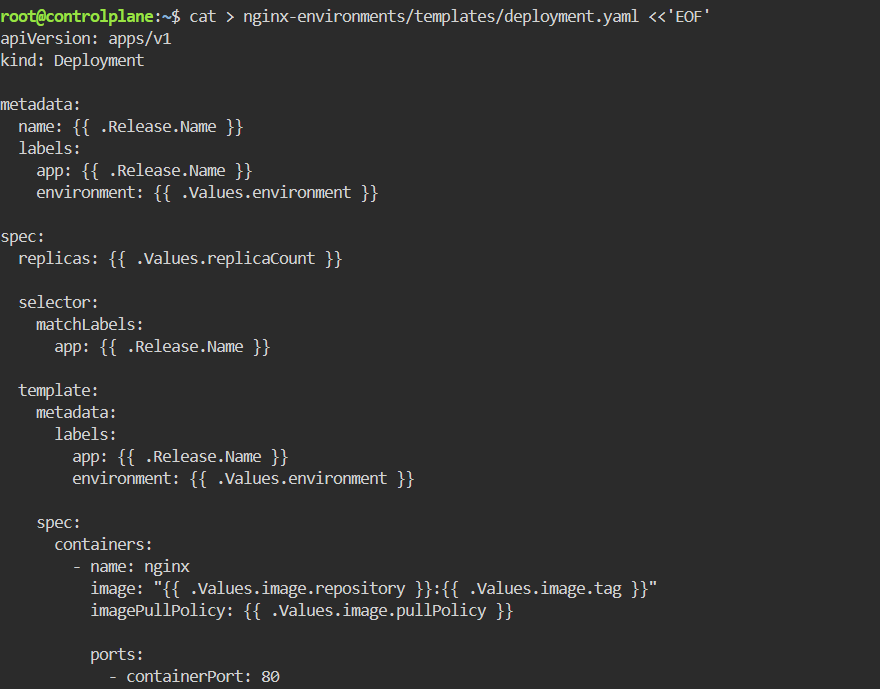 root@controlplane:~$ cat > nginx-environments/templates/deployment.yaml <<'EOF'
apiVersion: apps/v1
kind: Deployment
metadata:
  name: {{ .Release.Name }}
  labels:
    app: {{ .Release.Name }}
    environment: {{ .Values.environment }}
spec:
  replicas: {{ .Values.replicaCount }}
  selector:
    matchLabels:
      app: {{ .Release.Name }}
  template:
    metadata:
      labels:
        app: {{ .Release.Name }}
        environment: {{ .Values.environment }}
    spec:
      containers:
        - name: nginx
          image: "{{ .Values.image.repository }}:{{ .Values.image.tag }}"
          imagePullPolicy: {{ .Values.image.pullPolicy }}
          ports:
            - containerPort: 80